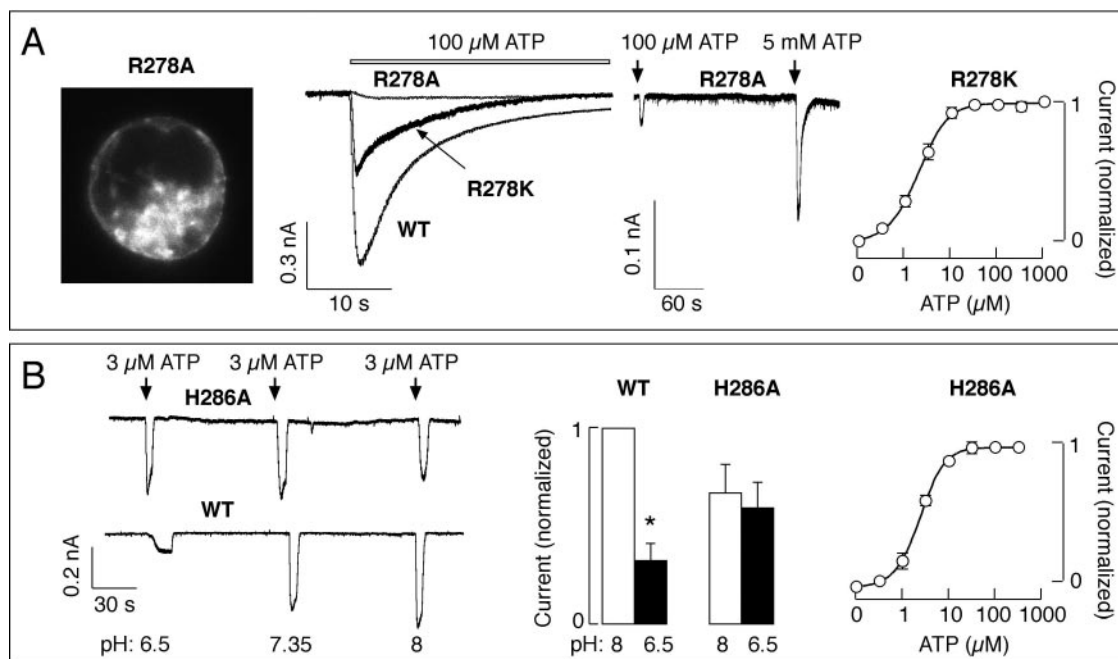 A
R278A
100 µM ATP
R278A
R278K
WT
0.3 nA
10 s
100 µM ATP
5 mM ATP
R278A
0.1 nA
60 s
R278K
Current (normalized)
1
0
0 1 10 100 1000
ATP (µM)
B
3 µM ATP 3 µM ATP 3 µM ATP
H286A
WT
0.2 nA
30 s
pH: 6.5 7.35 8
WT H286A
Current (normalized)
1
*
0
pH: 8 6.5 8 6.5
H286A
Current (normalized)
1
0
0 1 10 100 1000
ATP (µM)